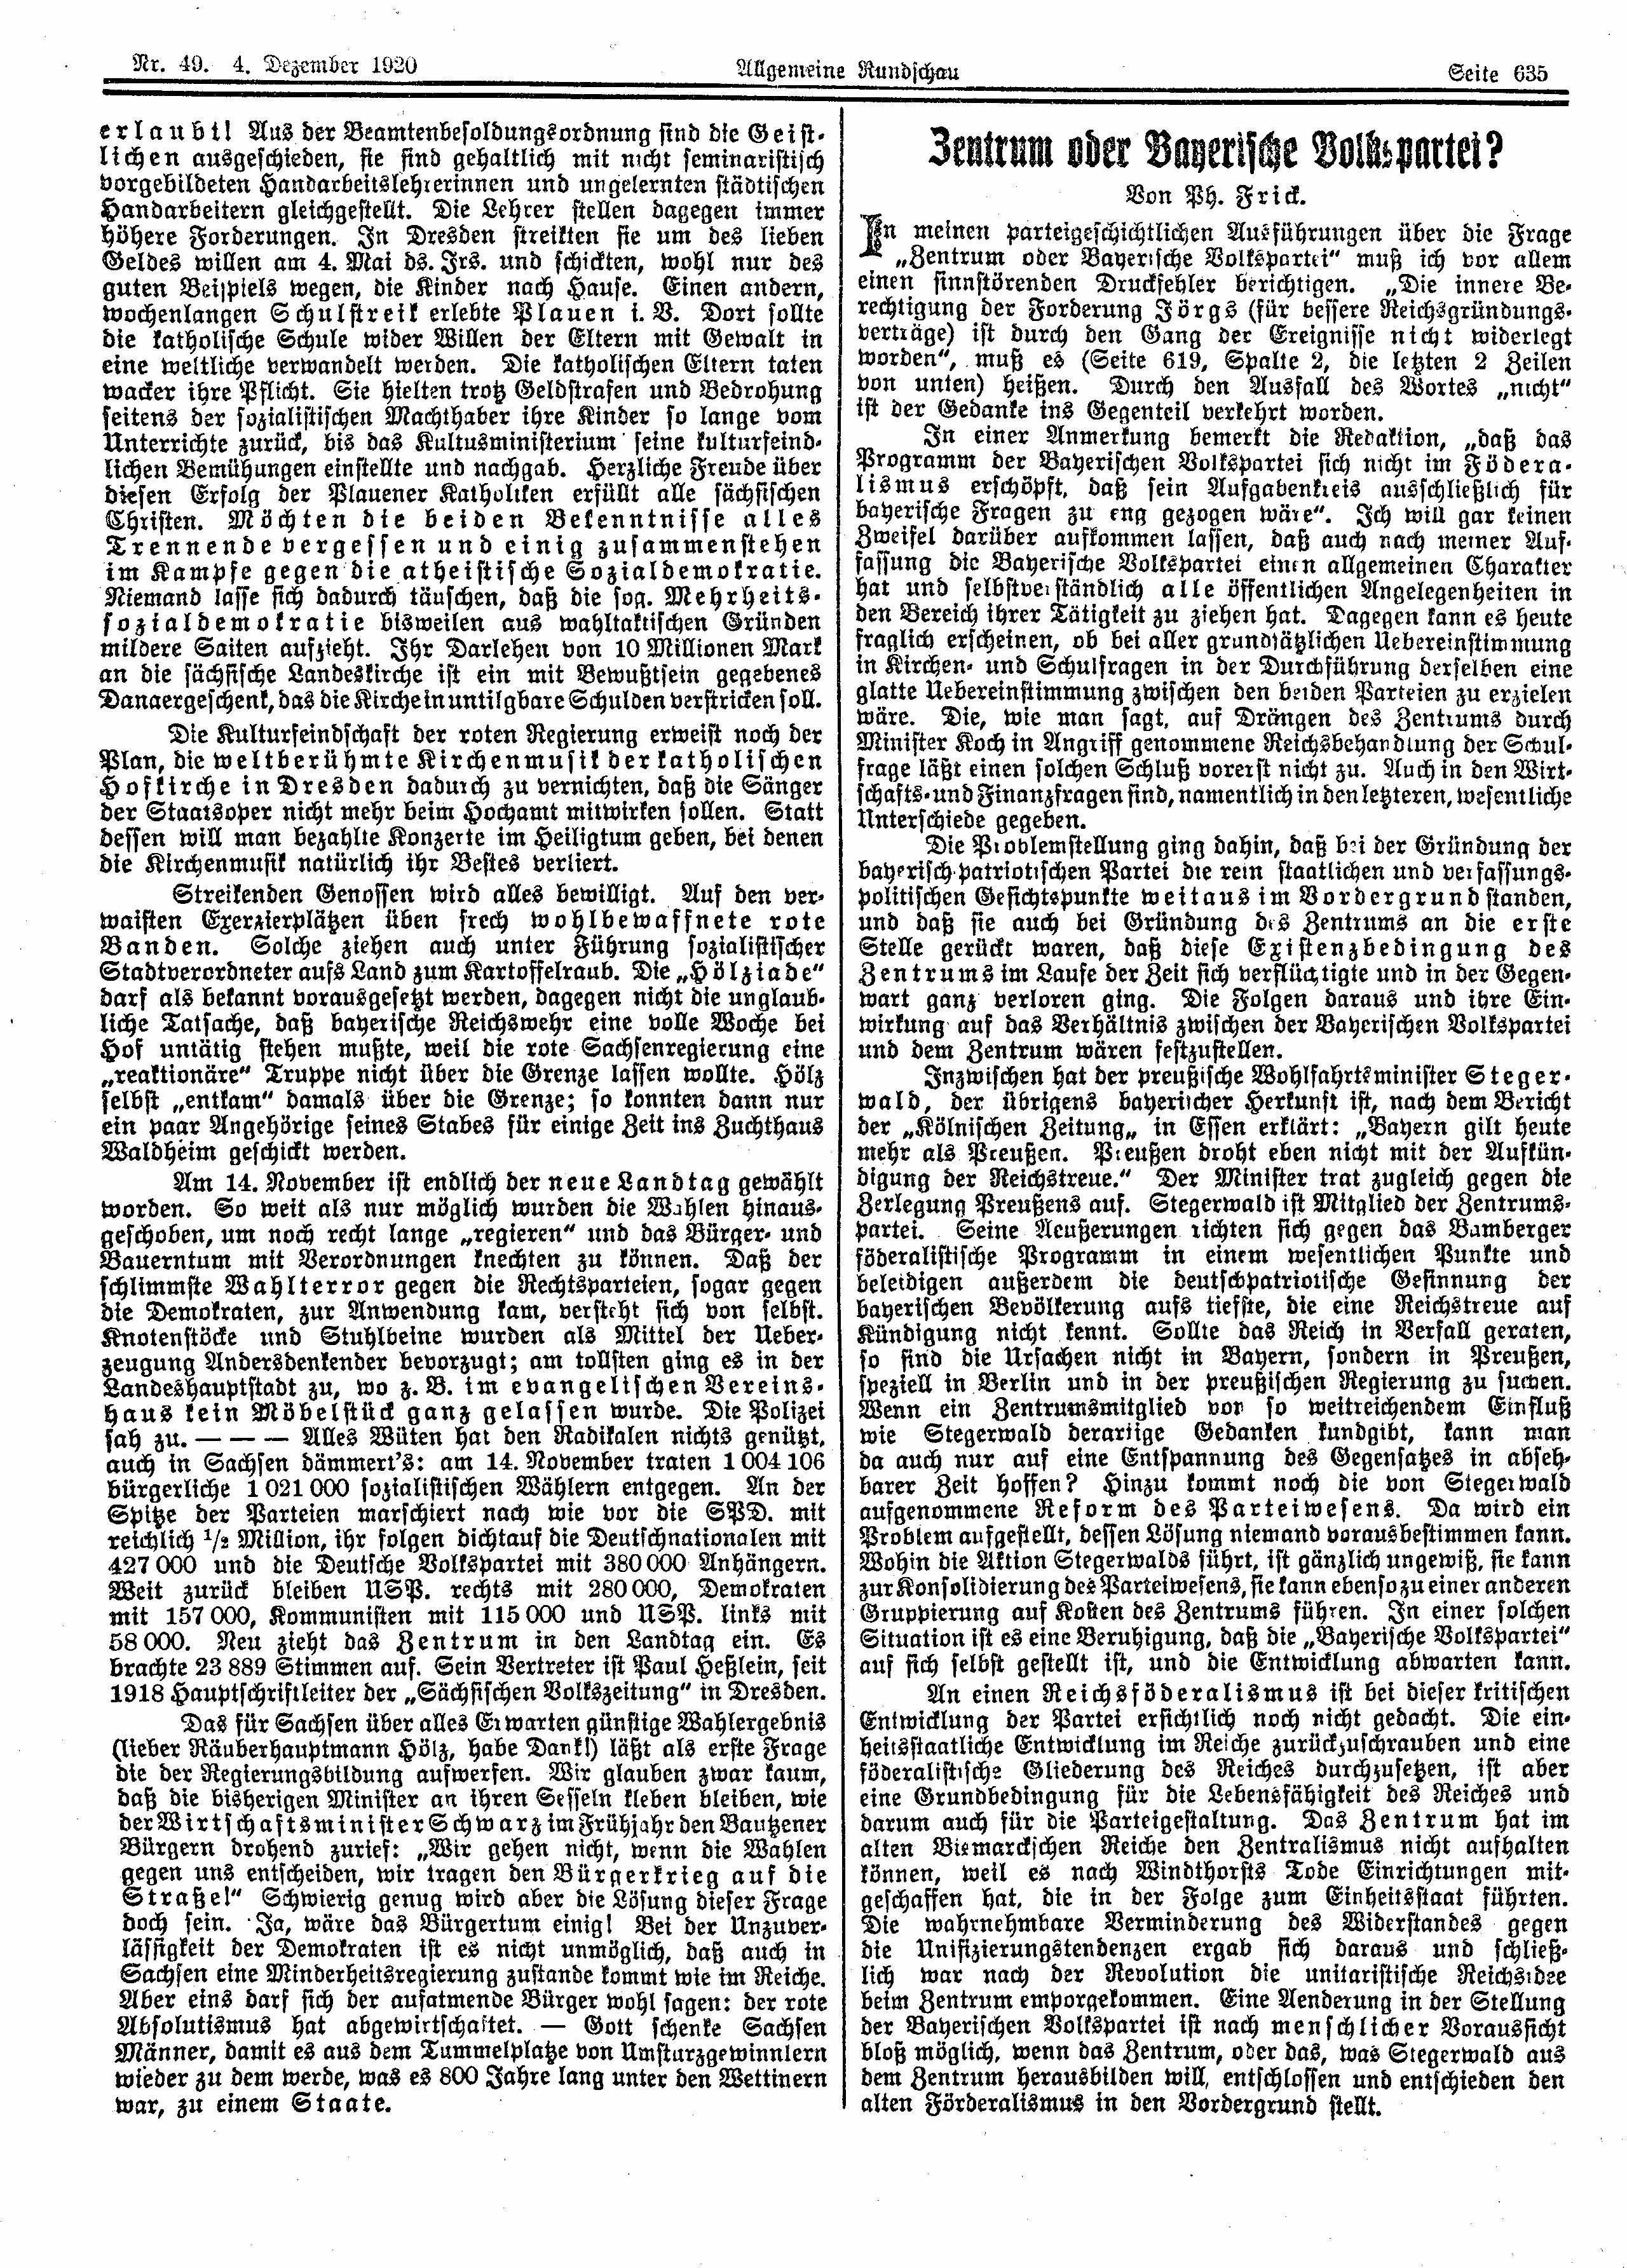 Nr. 49. 4. Dezember 1920
Allgemeine Rundschau
Seite 635
erlaubt! Aus der Beamtenbesoldungsordnung sind die Geist-
lichen ausgeschieden, sie sind gehaltlich mit nicht seminaristisch
vorgebildeten Handarbeitslehrerinnen und ungelernten städtischen
Handarbeitern gleichgestellt. Die Lehrer stellen dagegen immer
höhere Forderungen. In Dresden streikten sie um des lieben
Geldes willen am 4. Mai ds. Jrs. und schickten, wohl nur des
guten Beispiels wegen, die Kinder nach Hause. Einen andern,
wochenlangen Schulstreik erlebte Plauen i. V. Dort sollte
die katholische Schule wider Willen der Eltern mit Gewalt in
eine weltliche verwandelt werden. Die katholischen Eltern taten
wacker ihre Pflicht. Sie hielten trotz Geldstrafen und Bedrohung
seitens der sozialistischen Machthaber ihre Kinder so lange vom
Unterrichte zurück, bis das Kultusministerium seine kulturfeind-
lichen Bemühungen einstellte und nachgab. Herzliche Freude über
diesen Erfolg der Plauener Katholiken erfüllt alle sächsischen
Christen. Möchten die beiden Bekenntnisse alles
Trennende vergessen und einig zusammenstehen
im Kampfe gegen die atheistische Sozialdemokratie.
Niemand lasse sich dadurch täuschen, daß die sog. Mehrheits-
sozialdemokratie bisweilen aus wahltaktischen Gründen
mildere Saiten aufzieht. Ihr Darlehen von 10 Millionen Mark
an die sächsische Landeskirche ist ein mit Bewußtsein gegebenes
Danaergeschenk, das die Kirche in untilgbare Schulden verstricken soll.
Die Kulturfeindschaft der roten Regierung erweist noch der
Plan, die weltberühmte Kirchenmusik der katholischen
Hofkirche in Dresden dadurch zu vernichten, daß die Sänger
der Staatsoper nicht mehr beim Hochamt mitwirken sollen. Statt
dessen will man bezahlte Konzerte im Heiligtum geben, bei denen
die Kirchenmusik natürlich ihr Bestes verliert.
Streikenden Genossen wird alles bewilligt. Auf den ver-
waisten Exerzierplätzen üben frech wohlbewaffnete rote
Banden. Solche ziehen auch unter Führung sozialistischer
Stadtverordneter aufs Land zum Kartoffelraub. Die „Hölziade“
darf als bekannt vorausgesetzt werden, dagegen nicht die unglaub-
liche Tatsache, daß bayerische Reichswehr eine volle Woche bei
Hof untätig stehen mußte, weil die rote Sachsenregierung eine
„reaktionäre“ Truppe nicht über die Grenze lassen wollte. Hölz
selbst „entkam“ damals über die Grenze; so konnten dann nur
ein paar Angehörige seines Stabes für einige Zeit ins Zuchthaus
Waldheim geschickt werden.
Am 14. November ist endlich der neue Landtag gewählt
worden. So weit als nur möglich wurden die Wahlen hinaus-
geschoben, um noch recht lange „regieren“ und das Bürger- und
Bauerntum mit Verordnungen knechten zu können. Daß der
schlimmste Wahlterror gegen die Rechtsparteien, sogar gegen
die Demokraten, zur Anwendung kam, versteht sich von selbst.
Knotenstöcke und Stuhlbeine wurden als Mittel der Ueber-
zeugung Andersdenkender bevorzugt; am tollsten ging es in der
Landeshauptstadt zu, wo z. B. im evangelischen Vereins-
haus kein Möbelstück ganz gelassen wurde. Die Polizei
sah zu. — — — Alles Wüten hat den Radikalen nichts genützt,
auch in Sachsen dämmert's: am 14. November traten 1 004 106
bürgerliche 1 021 000 sozialistischen Wählern entgegen. An der
Spitze der Parteien marschiert nach wie vor die SPD. mit
reichlich 1/2 Million, ihr folgen dichtauf die Deutschnationalen mit
427 000 und die Deutsche Volkspartei mit 380 000 Anhängern.
Weit zurück bleiben USP. rechts mit 280 000, Demokraten
mit 157 000, Kommunisten mit 115 000 und USP. links mit
58 000. Neu zieht das Zentrum in den Landtag ein. Es
brachte 23 889 Stimmen auf. Sein Vertreter ist Paul Heßlein, seit
1918 Hauptschriftleiter der „Sächsischen Volkszeitung“ in Dresden.
Das für Sachsen über alles Erwarten günstige Wahlergebnis
(lieber Räuberhauptmann Hölz, habe Dank!) läßt als erste Frage
die der Regierungsbildung aufwerfen. Wir glauben zwar kaum,
daß die bisherigen Minister an ihren Sesseln kleben bleiben, wie
der Wirtschaftsminister Schwarz im Frühjahr den Bautzener
Bürgern drohend zurief: „Wir gehen nicht, wenn die Wahlen
gegen uns entscheiden, wir tragen den Bürgerkrieg auf die
Straße!“ Schwierig genug wird aber die Lösung dieser Frage
doch sein. Ja, wäre das Bürgertum einig! Bei der Unzuver-
lässigkeit der Demokraten ist es nicht unmöglich, daß auch in
Sachsen eine Minderheitsregierung zustande kommt wie im Reiche.
Aber eins darf sich der aufatmende Bürger wohl sagen: der rote
Absolutismus hat abgewirtschaftet. — Gott schenke Sachsen
Männer, damit es aus dem Tummelplatze von Umsturzgewinnlern
wieder zu dem werde, was es 800 Jahre lang unter den Wettinern
war, zu einem Staate.
Zentrum oder Bayerische Volkspartei?
Von Ph. Frick.
In meinen parteigeschichtlichen Ausführungen über die Frage
„Zentrum oder Bayerische Volkspartei“ muß ich vor allem
einen sinnstörenden Druckfehler berichtigen. „Die innere Be-
rechtigung der Forderung Jörgs (für bessere Reichsgründungs-
verträge) ist durch den Gang der Ereignisse nicht widerlegt
worden“, muß es (Seite 619, Spalte 2, die letzten 2 Zeilen
von unten) heißen. Durch den Ausfall des Wortes „nicht“
ist der Gedanke ins Gegenteil verkehrt worden.
In einer Anmerkung bemerkt die Redaktion, „daß das
Programm der Bayerischen Volkspartei sich nicht im Födera-
lismus erschöpft, daß sein Aufgabenkreis ausschließlich für
bayerische Fragen zu eng gezogen wäre“. Ich will gar keinen
Zweifel darüber aufkommen lassen, daß auch nach meiner Auf-
fassung die Bayerische Volkspartei einen allgemeinen Charakter
hat und selbstverständlich alle öffentlichen Angelegenheiten in
den Bereich ihrer Tätigkeit zu ziehen hat. Dagegen kann es heute
fraglich erscheinen, ob bei aller grundsätzlichen Uebereinstimmung
in Kirchen- und Schulfragen in der Durchführung derselben eine
glatte Uebereinstimmung zwischen den beiden Parteien zu erzielen
wäre. Die, wie man sagt, auf Drängen des Zentrums durch
Minister Koch in Angriff genommene Reichsbehandlung der Schul-
frage läßt einen solchen Schluß vorerst nicht zu. Auch in den Wirt-
schafts- und Finanzfragen sind, namentlich in den letzteren, wesentliche
Unterschiede gegeben.
Die Problemstellung ging dahin, daß bei der Gründung der
bayerisch-patriotischen Partei die rein staatlichen und verfassungs-
politischen Gesichtspunkte weitaus im Vordergrund standen,
und daß sie auch bei Gründung des Zentrums an die erste
Stelle gerückt waren, daß diese Existenzbedingung des
Zentrums im Laufe der Zeit sich verflüchtigte und in der Gegen-
wart ganz verloren ging. Die Folgen daraus und ihre Ein-
wirkung auf das Verhältnis zwischen der Bayerischen Volkspartei
und dem Zentrum wären festzustellen.
Inzwischen hat der preußische Wohlfahrtsminister Steger-
wald, der übrigens bayerischer Herkunft ist, nach dem Bericht
der „Kölnischen Zeitung„ in Essen erklärt: „Bayern gilt heute
mehr als Preußen. Preußen droht eben nicht mit der Aufkün-
digung der Reichstreue.“ Der Minister trat zugleich gegen die
Zerlegung Preußens auf. Stegerwald ist Mitglied der Zentrums-
partei. Seine Aeußerungen richten sich gegen das Bamberger
föderalistische Programm in einem wesentlichen Punkte und
beleidigen außerdem die deutschpatriotische Gesinnung der
bayerischen Bevölkerung aufs tiefste, die eine Reichstreue auf
Kündigung nicht kennt. Sollte das Reich in Verfall geraten,
so sind die Ursachen nicht in Bayern, sondern in Preußen,
speziell in Berlin und in der preußischen Regierung zu suchen.
Wenn ein Zentrumsmitglied von so weitreichendem Einfluß
wie Stegerwald derartige Gedanken kundgibt, kann man
da auch nur auf eine Entspannung des Gegensatzes in abseh-
barer Zeit hoffen? Hinzu kommt noch die von Stegerwald
aufgenommene Reform des Parteiwesens. Da wird ein
Problem aufgestellt, dessen Lösung niemand vorausbestimmen kann.
Wohin die Aktion Stegerwalds führt, ist gänzlich ungewiß, sie kann
zur Konsolidierung des Parteiwesens, sie kann ebenso zu einer anderen
Gruppierung auf Kosten des Zentrums führen. In einer solchen
Situation ist es eine Beruhigung, daß die „Bayerische Volkspartei“
auf sich selbst gestellt ist, und die Entwicklung abwarten kann.
An einen Reichsföderalismus ist bei dieser kritischen
Entwicklung der Partei ersichtlich noch nicht gedacht. Die ein-
heitsstaatliche Entwicklung im Reiche zurückzuschrauben und eine
föderalistische Gliederung des Reiches durchzusetzen, ist aber
eine Grundbedingung für die Lebensfähigkeit des Reiches und
darum auch für die Parteigestaltung. Das Zentrum hat im
alten Bismarckschen Reiche den Zentralismus nicht aufhalten
können, weil es nach Windthorsts Tode Einrichtungen mit-
geschaffen hat, die in der Folge zum Einheitsstaat führten.
Die wahrnehmbare Verminderung des Widerstandes gegen
die Unifizierungstendenzen ergab sich daraus und schließ-
lich war nach der Revolution die unitaristische Reichsidee
beim Zentrum emporgekommen. Eine Aenderung in der Stellung
der Bayerischen Volkspartei ist nach menschlicher Voraussicht
bloß möglich, wenn das Zentrum, oder das, was Stegerwald aus
dem Zentrum herausbilden will, entschlossen und entschieden den
alten Förderalismus in den Vordergrund stellt.